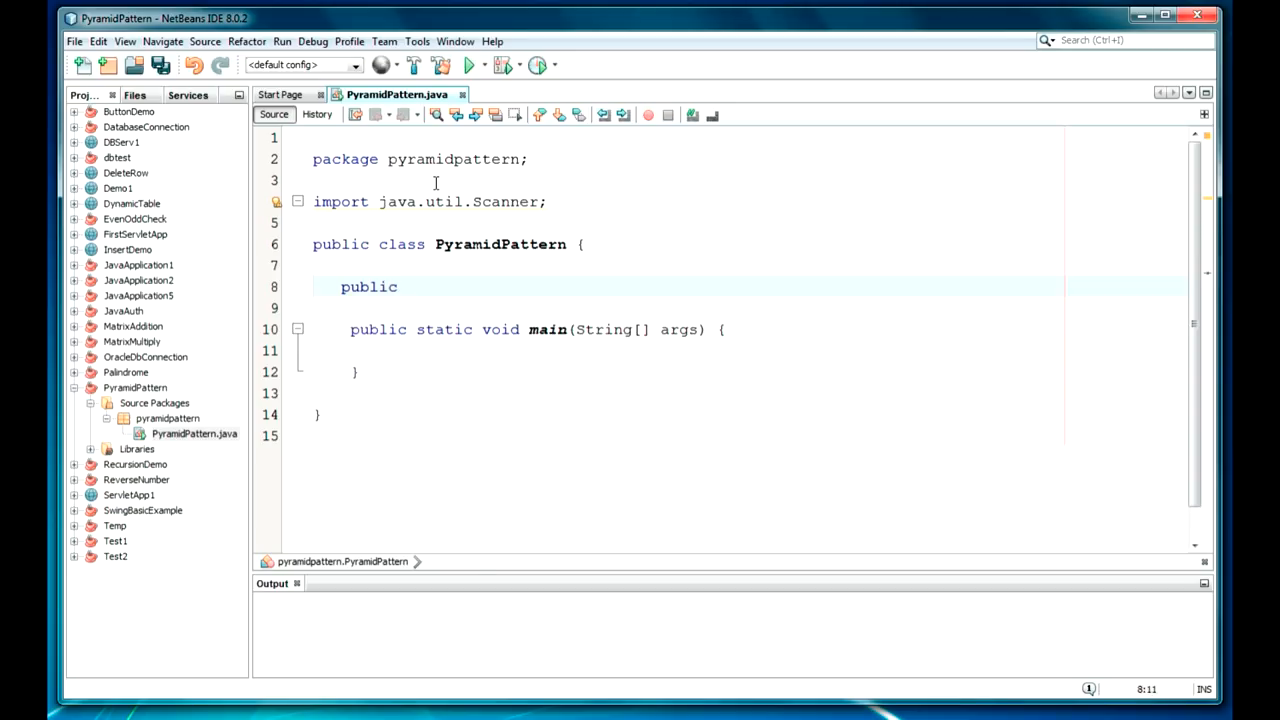 PyramidPattern - NetBeans IDE 8.0.2
File Edit View Navigate Source Refactor Run Debug Profile Team Tools Window Help
Search (Ctrl+I)
<default config>
Proj... Files Services
Start Page PyramidPattern.java
Source History
ButtonDemo
DatabaseConnection
DBServ1
dbtest
DeleteRow
Demo1
DynamicTable
EvenOddCheck
FirstServletApp
InsertDemo
JavaApplication1
JavaApplication2
JavaApplication5
JavaAuth
MatrixAddition
MatrixMultiply
OracleDbConnection
Palindrome
PyramidPattern
Source Packages
pyramidpattern
PyramidPattern.java
Libraries
RecursionDemo
ReverseNumber
ServletApp1
SwingBasicExample
Temp
Test1
Test2
1
2 package pyramidpattern;
3
import java.util.Scanner;
5
6 public class PyramidPattern {
7
8 public
9
10 public static void main(String[] args) {
11
12 }
13
14 }
15
pyramidpattern.PyramidPattern
Output
1 8:11 INS